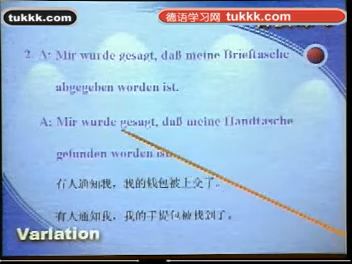 tukkk.com
德语学习网 tukkk.com
2. A: Mir wurde gesagt, daß meine Brieftasche
abgegeben worden ist.
A: Mir wurde gesagt, daß meine Handtasche
gefunden worden ist.
有人通知我，我的钱包被上交了。
有人通知我，我的手提包被找到了。
Variation